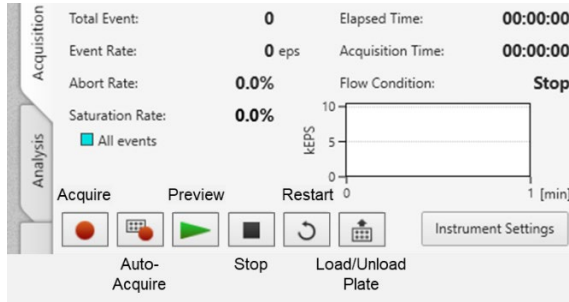 Acquisition
Analysis
Total Event: 0 Elapsed Time: 00:00:00
Event Rate: 0 eps Acquisition Time: 00:00:00
Abort Rate: 0.0% Flow Condition: Stop
Saturation Rate: 0.0%
All events
kEPS
10
5
0
0 1 [min]
Acquire Preview Restart
Instrument Settings
Auto- Stop Load/Unload
Acquire Plate